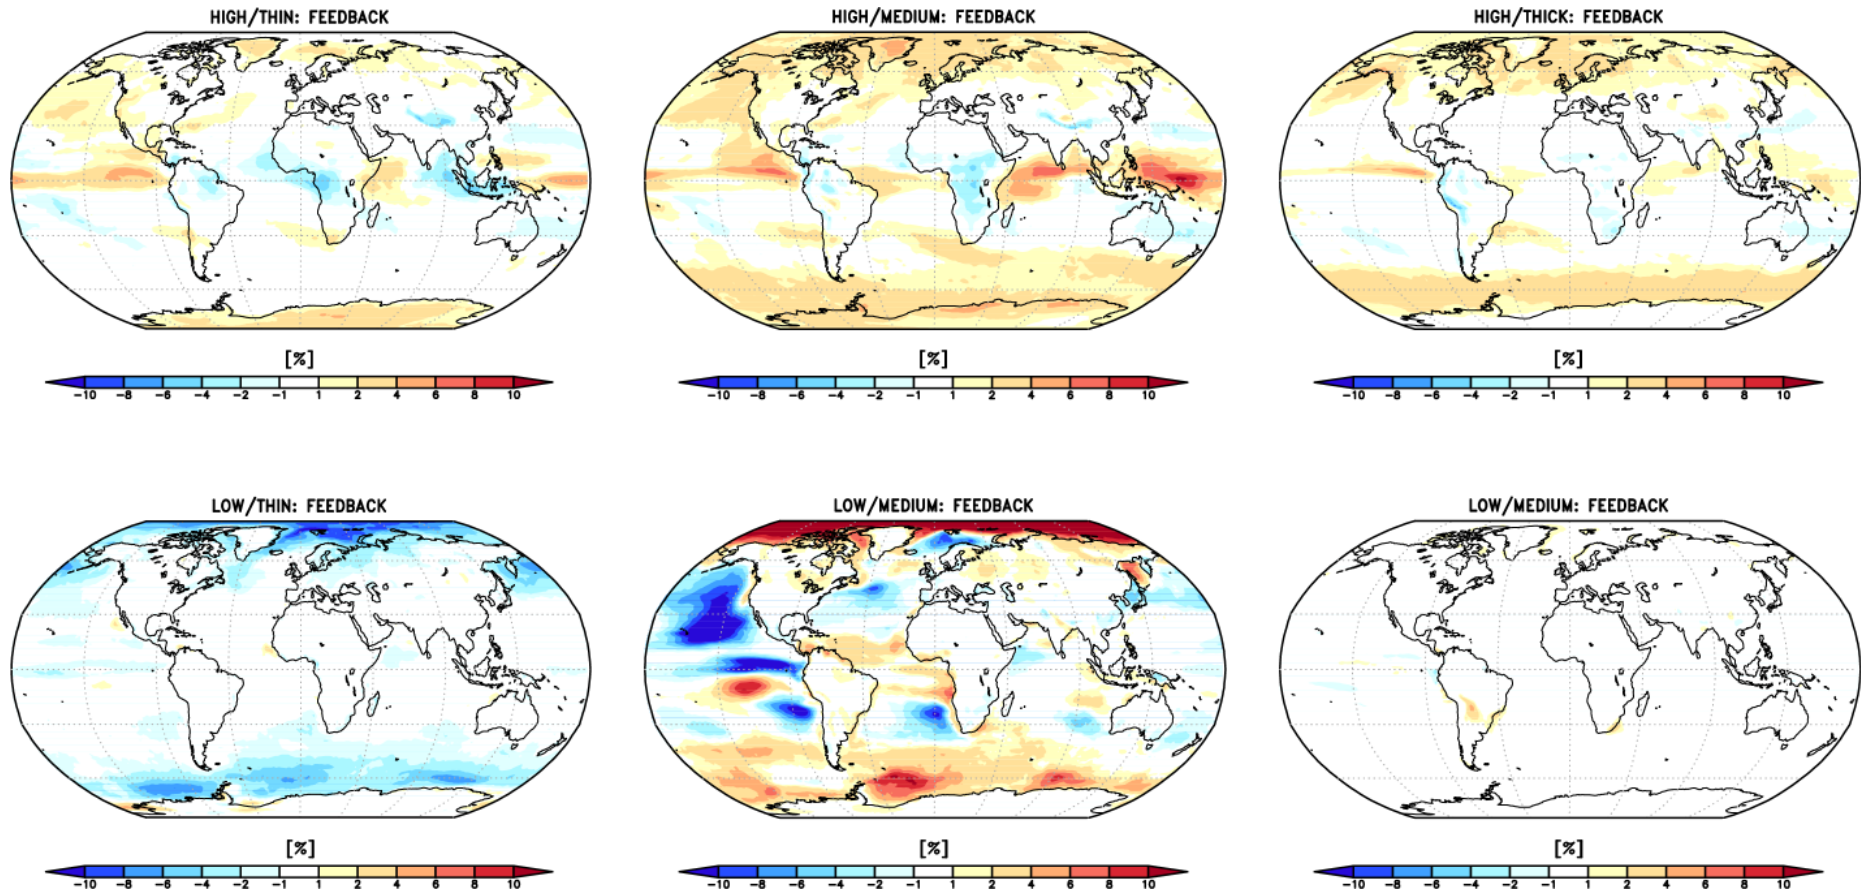 HIGH/THIN: FEEDBACK
HIGH/MEDIUM: FEEDBACK
HIGH/THICK: FEEDBACK
[%]
[%]
[%]
-10 -8 -6 -4 -2 -1 1 2 4 6 8 10
-10 -8 -6 -4 -2 -1 1 2 4 6 8 10
-10 -8 -6 -4 -2 -1 1 2 4 6 8 10
LOW/THIN: FEEDBACK
LOW/MEDIUM: FEEDBACK
LOW/MEDIUM: FEEDBACK
[%]
[%]
[%]
-10 -8 -6 -4 -2 -1 1 2 4 6 8 10
-10 -8 -6 -4 -2 -1 1 2 4 6 8 10
-10 -8 -6 -4 -2 -1 1 2 4 6 8 10